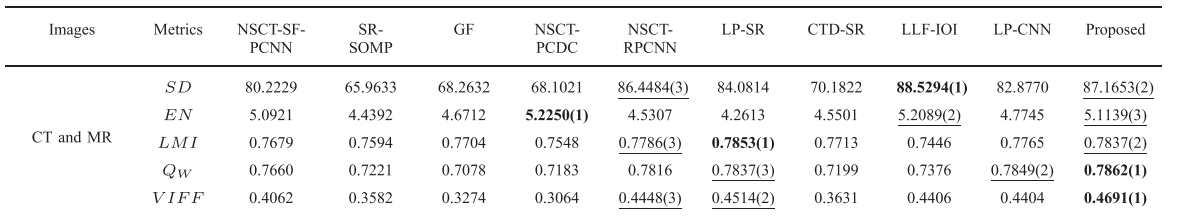 Images Metrics NSCT-SF-PCNN SR-SOMP GF NSCT-PCDC NSCT-RPCNN LP-SR CTD-SR LLF-IOI LP-CNN Proposed
SD 80.2229 65.9633 68.2632 68.1021 86.4484(3) 84.0814 70.1822 88.5294(1) 82.8770 87.1653(2)
EN 5.0921 4.4392 4.6712 5.2250(1) 4.5307 4.2613 4.5501 5.2089(2) 4.7745 5.1139(3)
CT and MR LMI 0.7679 0.7594 0.7704 0.7548 0.7786(3) 0.7853(1) 0.7713 0.7446 0.7765 0.7837(2)
QW 0.7660 0.7221 0.7078 0.7183 0.7816 0.7837(3) 0.7199 0.7376 0.7849(2) 0.7862(1)
VIFF 0.4062 0.3582 0.3274 0.3064 0.4448(3) 0.4514(2) 0.3631 0.4406 0.4404 0.4691(1)